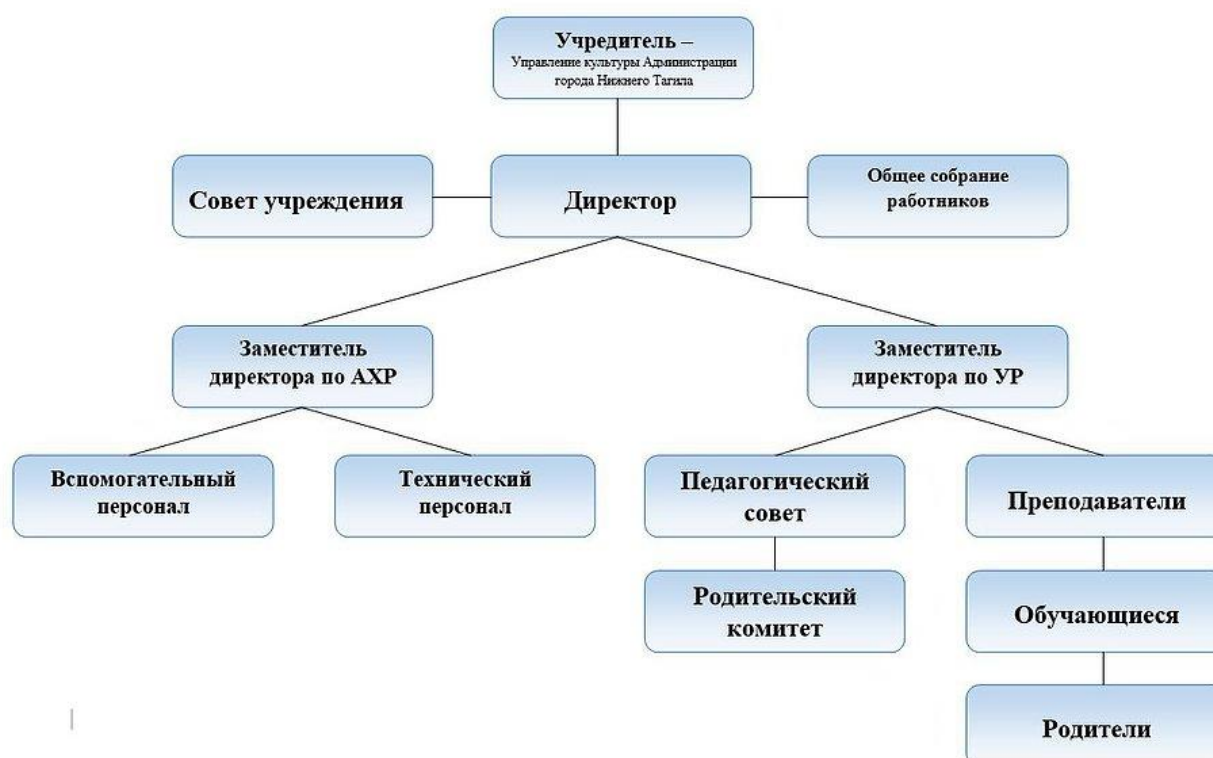 Учредитель –
Управление культуры Администрации
города Нижнего Тагила
Совет учреждения
Директор
Общее собрание
работников
Заместитель
директора по АХР
Заместитель
директора по УР
Вспомогательный
персонал
Технический
персонал
Педагогический
совет
Преподаватели
Родительский
комитет
Обучающиеся
Родители